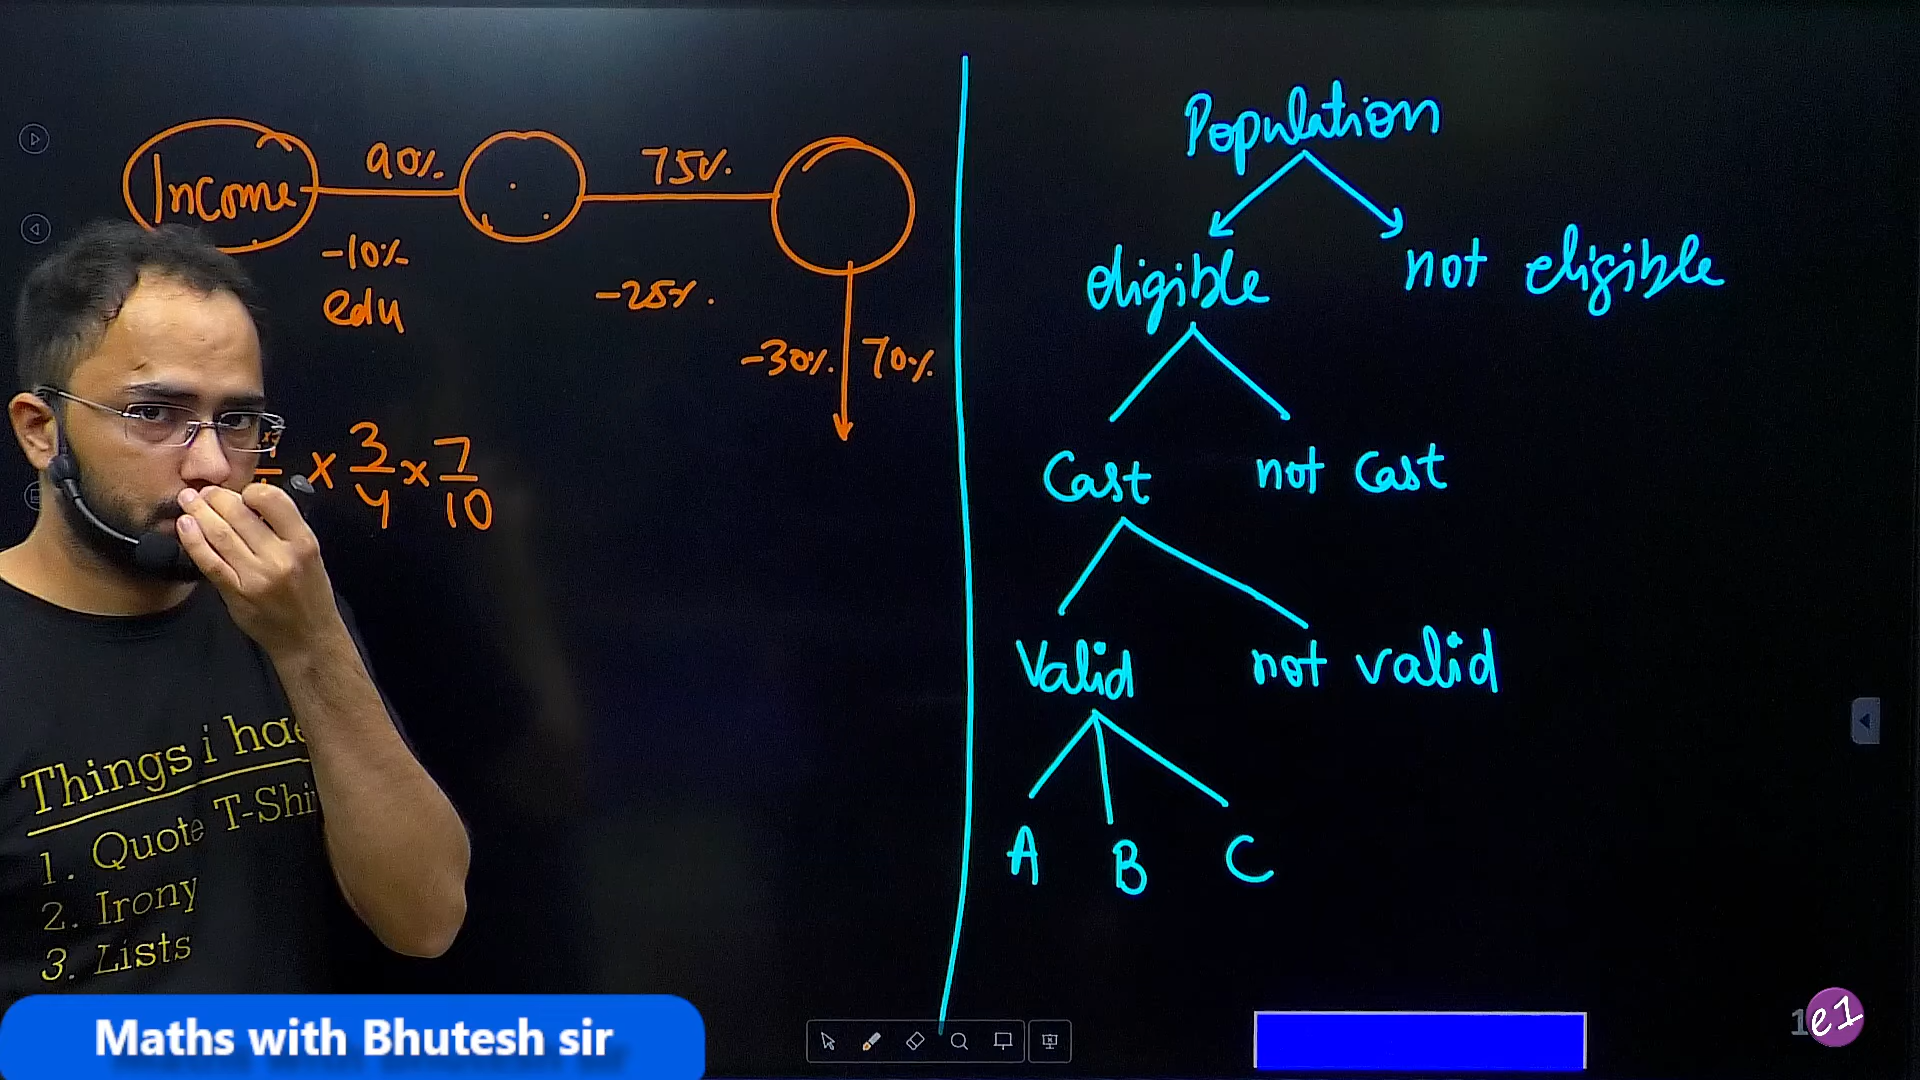 Income
90%
75%
-10%
edu
-25%.
-30%. 70%
x 3/4 x 7/10
Population
eligible
not eligible
Cast
not Cast
Valid
not valid
A B C
Things i
1. Quote T-Shi
2. Irony
3. Lists
Maths with Bhutesh sir
e1